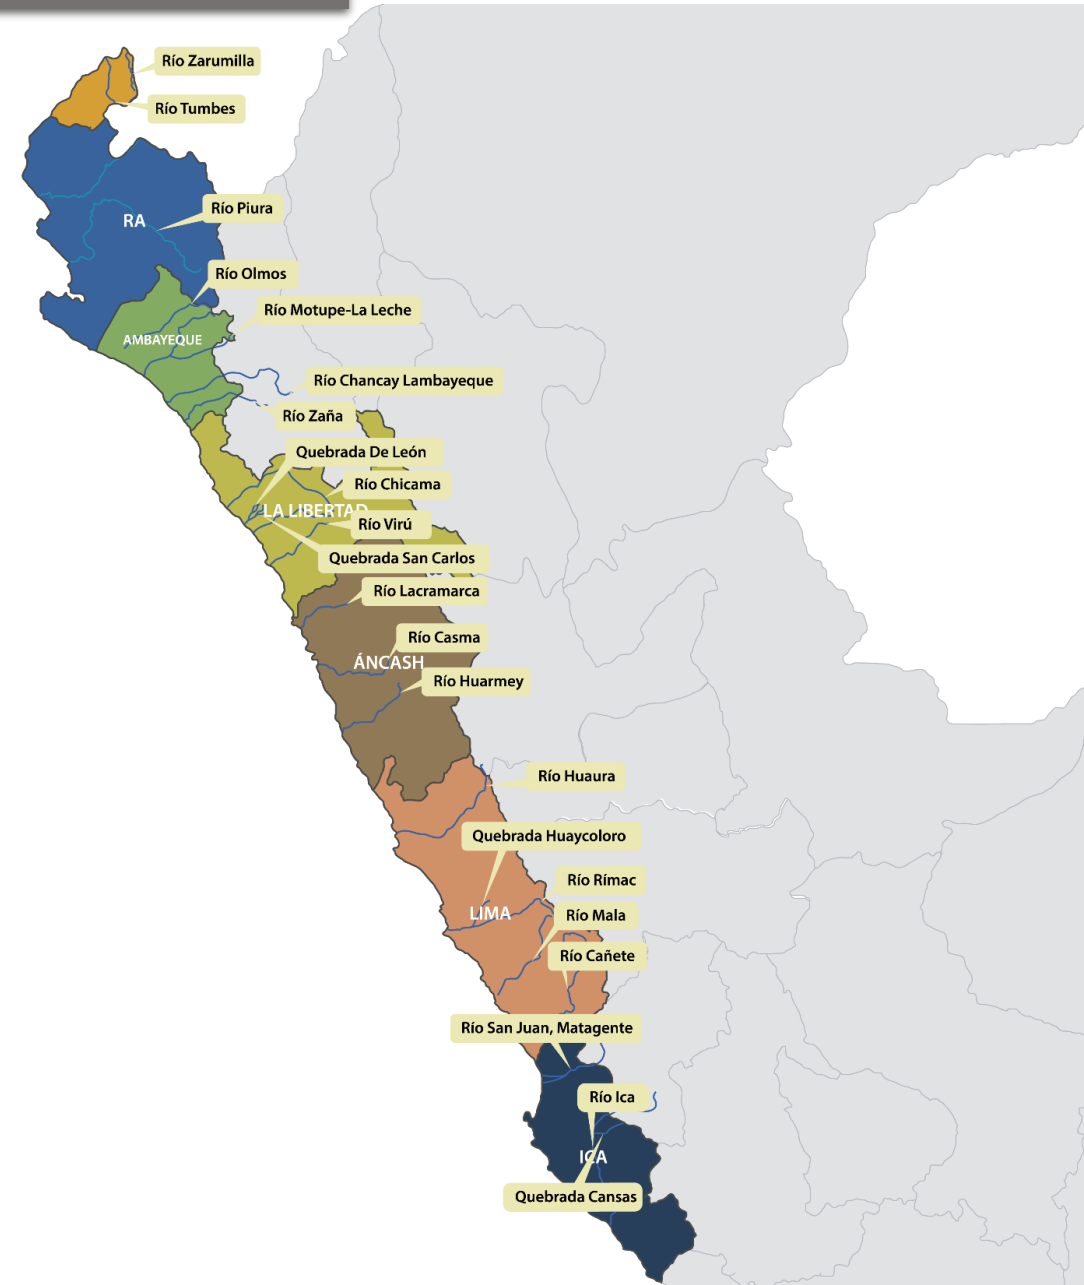 Río Zarumilla
Río Tumbes
Río Piura
RA
Río Olmos
Río Motupe-La Leche
AMBAYEQUE
Río Chancay Lambayeque
Río Zaña
Quebrada De León
Río Chicama
LA LIBERTAD
Río Virú
Quebrada San Carlos
Río Lacramarca
Río Casma
ÁNCASH
Río Huarmey
Río Huaura
Quebrada Huaycoloro
Río Rímac
LIMA
Río Mala
Río Cañete
Río San Juan, Matagente
Río Ica
ICA
Quebrada Cansas